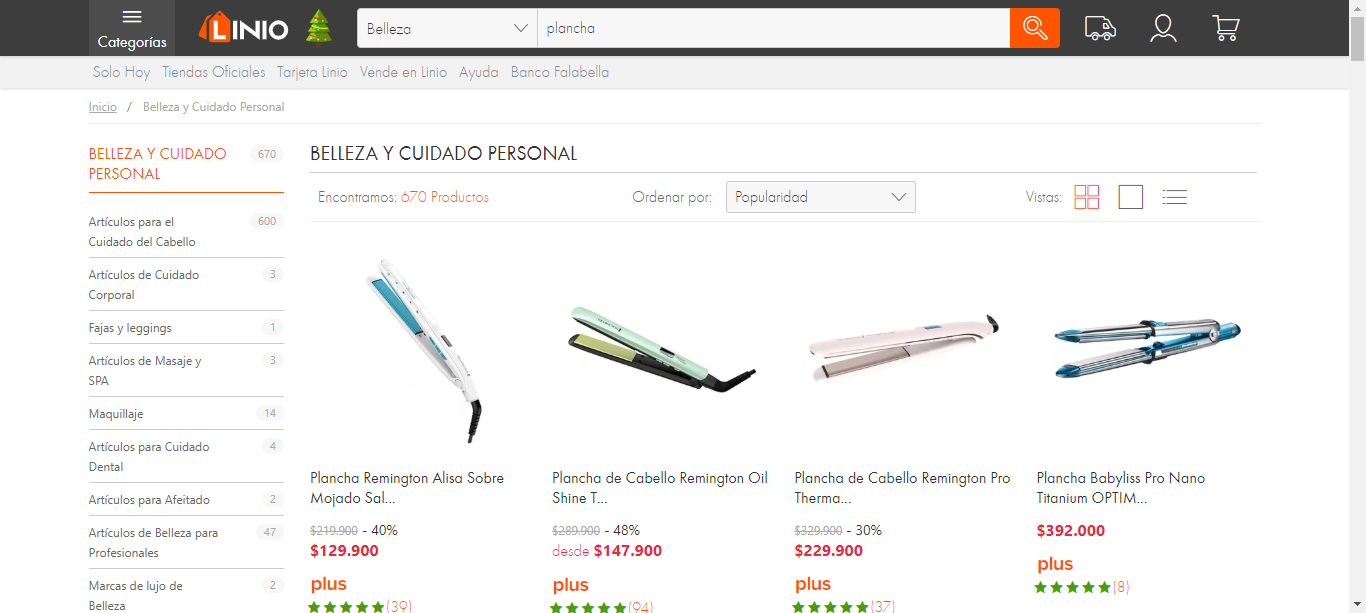 Categorías
LINIO
Belleza
plancha
Solo Hoy Tiendas Oficiales Tarjeta Linio Vende en Linio Ayuda Banco Falabella
Inicio / Belleza y Cuidado Personal
BELLEZA Y CUIDADO PERSONAL
670
Artículos para el Cuidado del Cabello
600
Artículos de Cuidado Corporal
3
Fajas y leggings
1
Artículos de Masaje y SPA
3
Maquillaje
14
Artículos para Cuidado Dental
4
Artículos para Afeitado
2
Artículos de Belleza para Profesionales
47
Marcas de lujo de Belleza
2
BELLEZA Y CUIDADO PERSONAL
Encontramos: 670 Productos
Ordenar por: Popularidad
Vistas:
Plancha Remington Alisa Sobre
Mojado Sal...
$219.900 - 40%
$129.900
plus
(39)
Plancha de Cabello Remington Oil
Shine T...
$289.900 - 48%
desde $147.900
plus
(94)
Plancha de Cabello Remington Pro
Therma...
$329.900 - 30%
$229.900
plus
(37)
Plancha Babyliss Pro Nano
Titanium OPTIM...
$392.000
plus
(8)